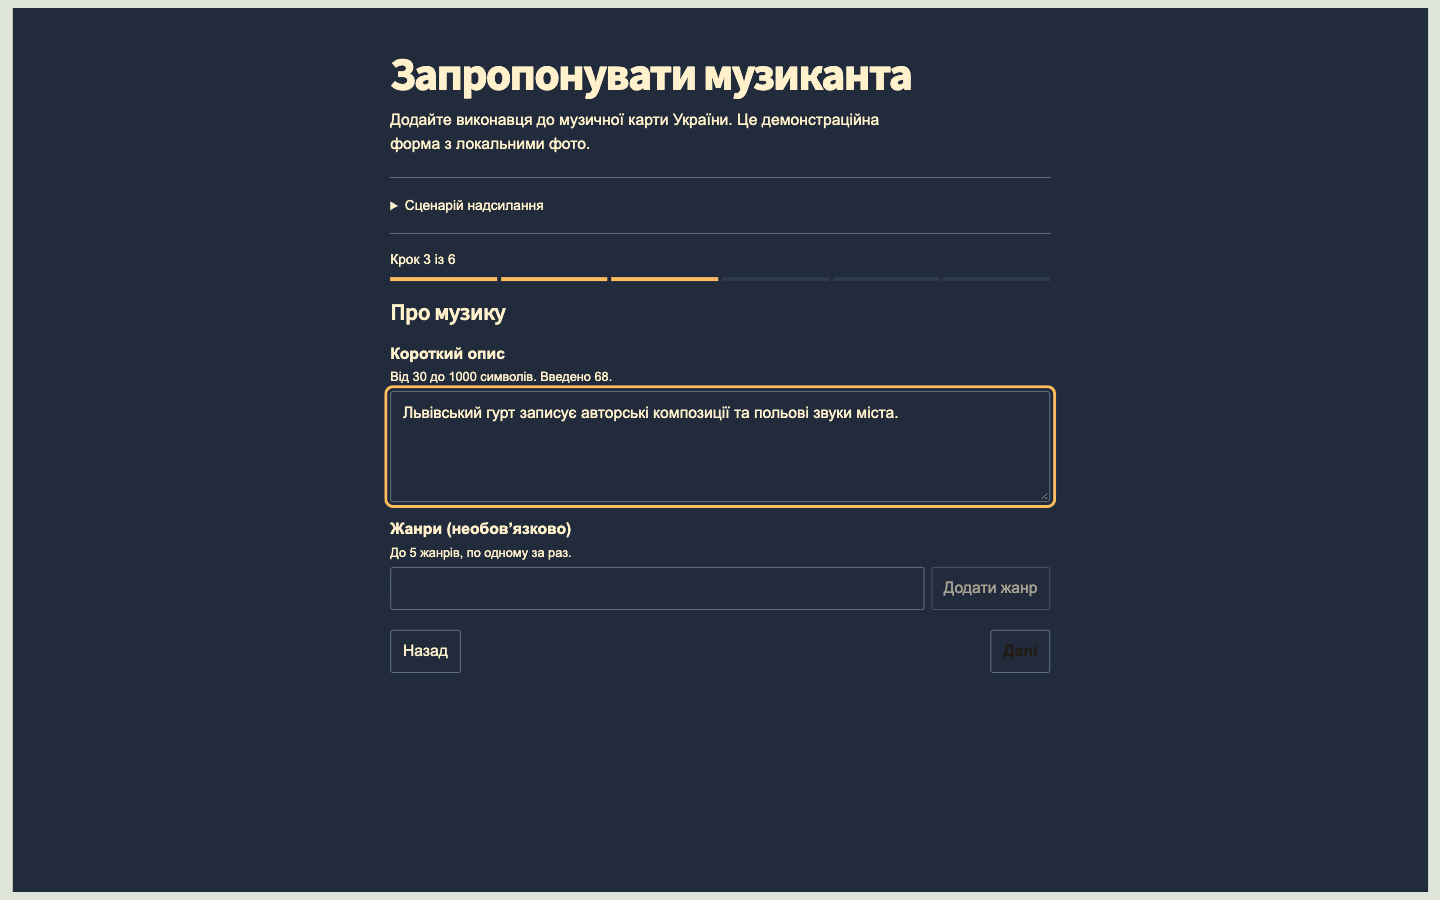 Запропонувати музиканта
Додайте виконавця до музичної карти України. Це демонстраційна
форма з локальними фото.
Сценарій надсилання
Крок 3 із 6
Про музику
Короткий опис
Від 30 до 1000 символів. Введено 68.
Львівський гурт записує авторські композиції та польові звуки міста.
Жанри (необов’язково)
До 5 жанрів, по одному за раз.
Додати жанр
Назад
Далі